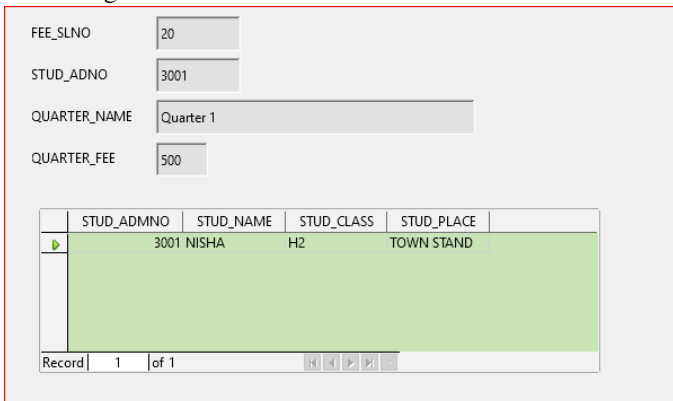 FEE_SLNO 20
STUD_ADNO 3001
QUARTER_NAME Quarter 1
QUARTER_FEE 500
STUD_ADMNO STUD_NAME STUD_CLASS STUD_PLACE
3001 NISHA H2 TOWN STAND
Record 1 of 1